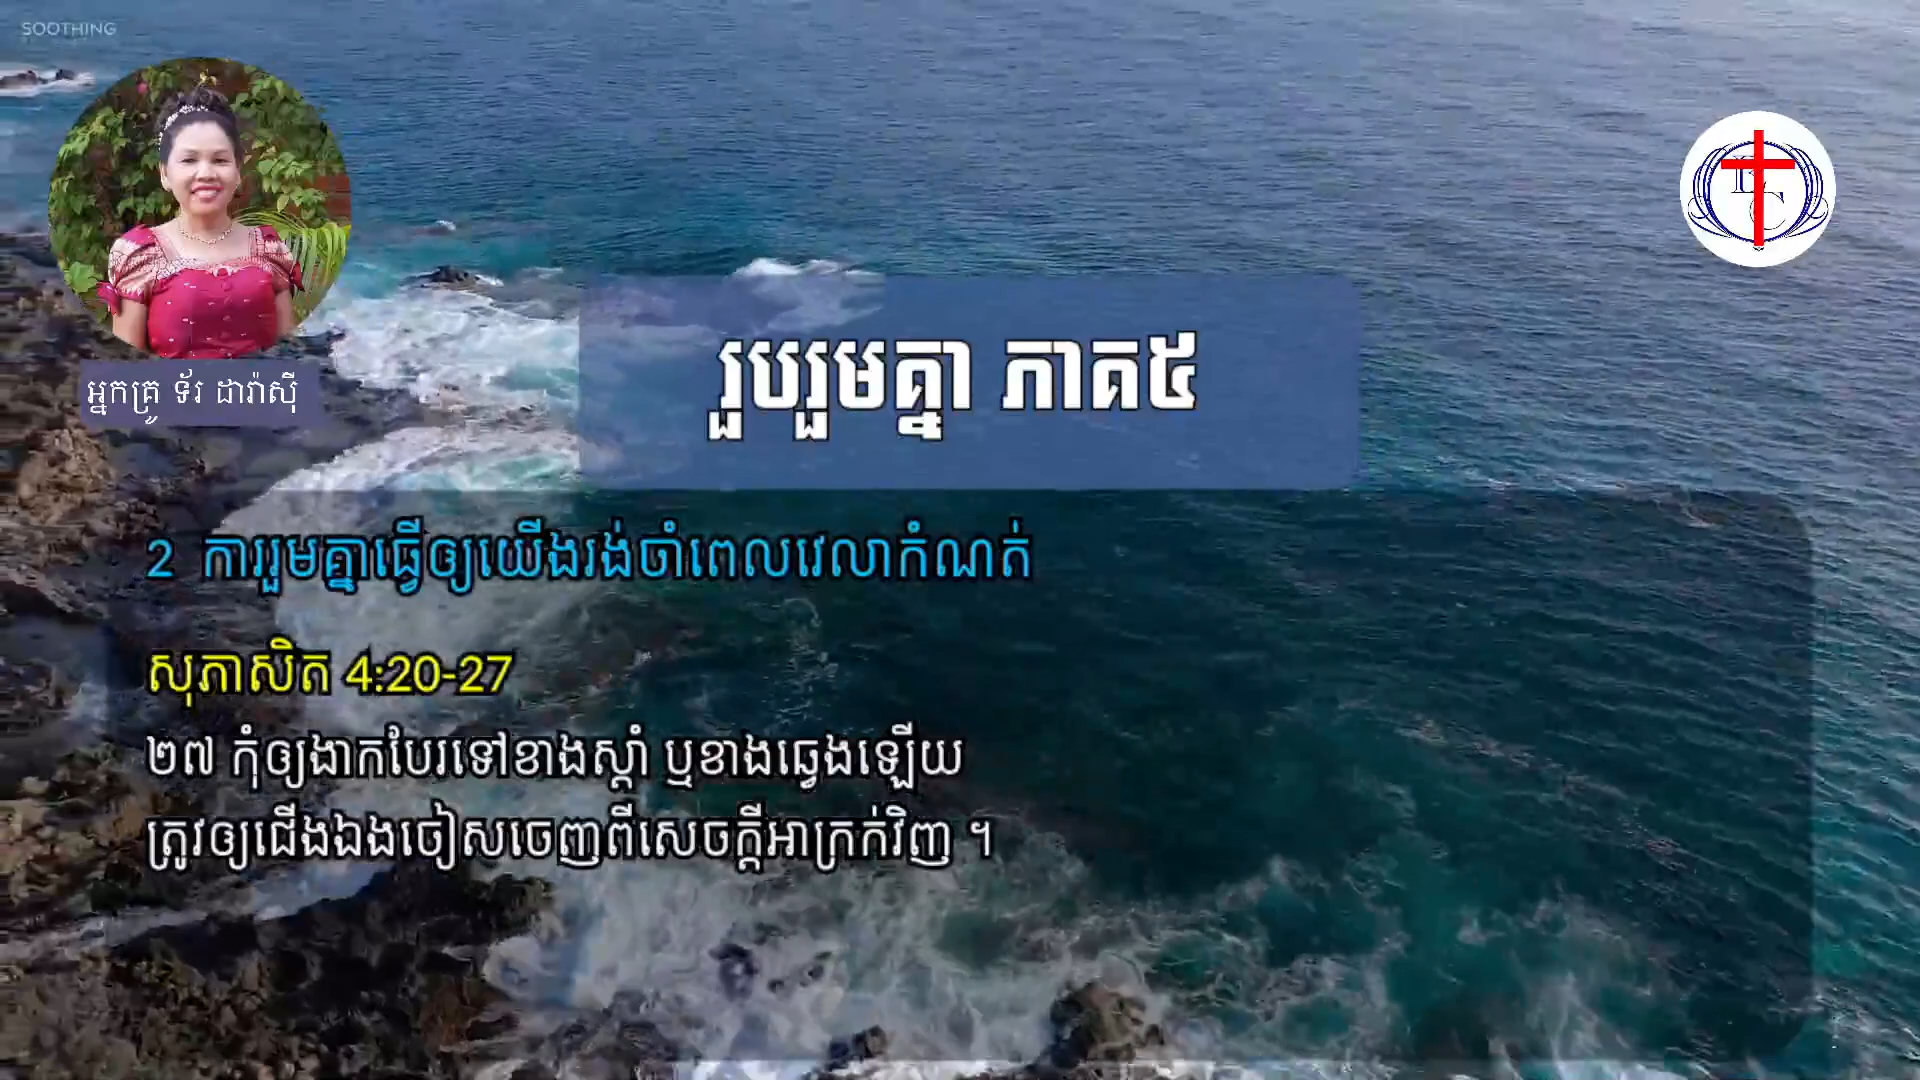 SOOTHING
អ្នកគ្រូ ទ័រ ដារ៉ាស៊ី
រួបរួមគ្នា ភាគ៥
2 ការរួមគ្នាធ្វើឲ្យយើងរង់ចាំពេលវេលាកំណត់
សុភាសិត 4:20-27
២៧ កុំឲ្យងាកបែរទៅខាងស្តាំ ឬខាងឆ្វេងឡើយ
ត្រូវឲ្យជើងឯងចៀសចេញពីសេចក្តីអាក្រក់វិញ ។